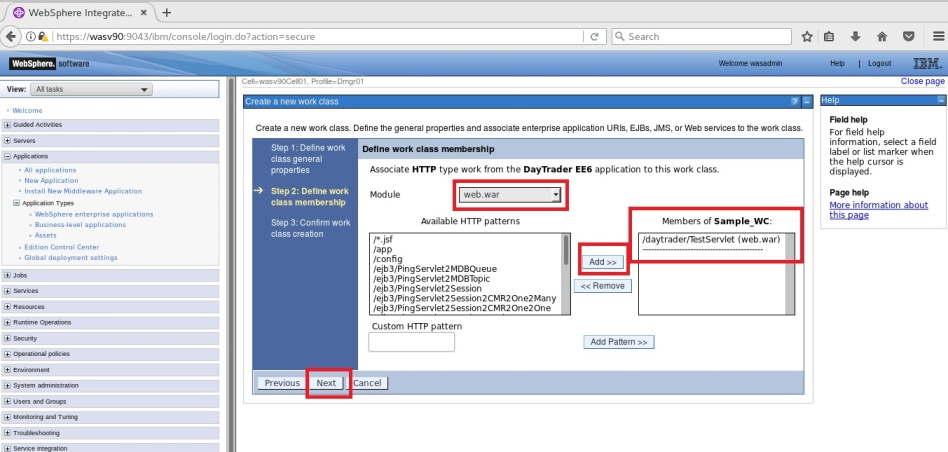 WebSphere Integrate...
https://wasv90:9043/ibm/console/login.do?action=secure
Search
WebSphere. software
Welcome wasadmin
Help
Logout
IBM.
View: All tasks
Cell=wasv90Cell01, Profile=Dmgr01
Close page
Welcome
Guided Activities
Servers
Applications
All applications
New Application
Install New Middleware Application
Application Types
WebSphere enterprise applications
Business-level applications
Assets
Edition Control Center
Global deployment settings
Jobs
Services
Resources
Runtime Operations
Security
Operational policies
Environment
System administration
Users and Groups
Monitoring and Tuning
Troubleshooting
Service integration
Create a new work class
Create a new work class. Define the general properties and associate enterprise application URIs, EJBs, JMS, or Web services to the work class.
Step 1: Define work
class general
properties
Step 2: Define work
class membership
Step 3: Confirm work
class creation
Define work class membership
Associate HTTP type work from the DayTrader EE6 application to this work class.
Module
web.war
Available HTTP patterns
/*.jsf
/app
/config
/ejb3/PingServlet2MDBQueue
/ejb3/PingServlet2MDBTopic
/ejb3/PingServlet2Session
/ejb3/PingServlet2Session2CMR2One2Many
/ejb3/PingServlet2Session2CMR2One2One
Add >>
<< Remove
Members of Sample_WC:
/daytrader/TestServlet (web.war)
----------------------------------------
Custom HTTP pattern
Add Pattern >>
Previous
Next
Cancel
Help
Field help
For field help
information, select a field
label or list marker when
the help cursor is
displayed.
Page help
More information about
this page